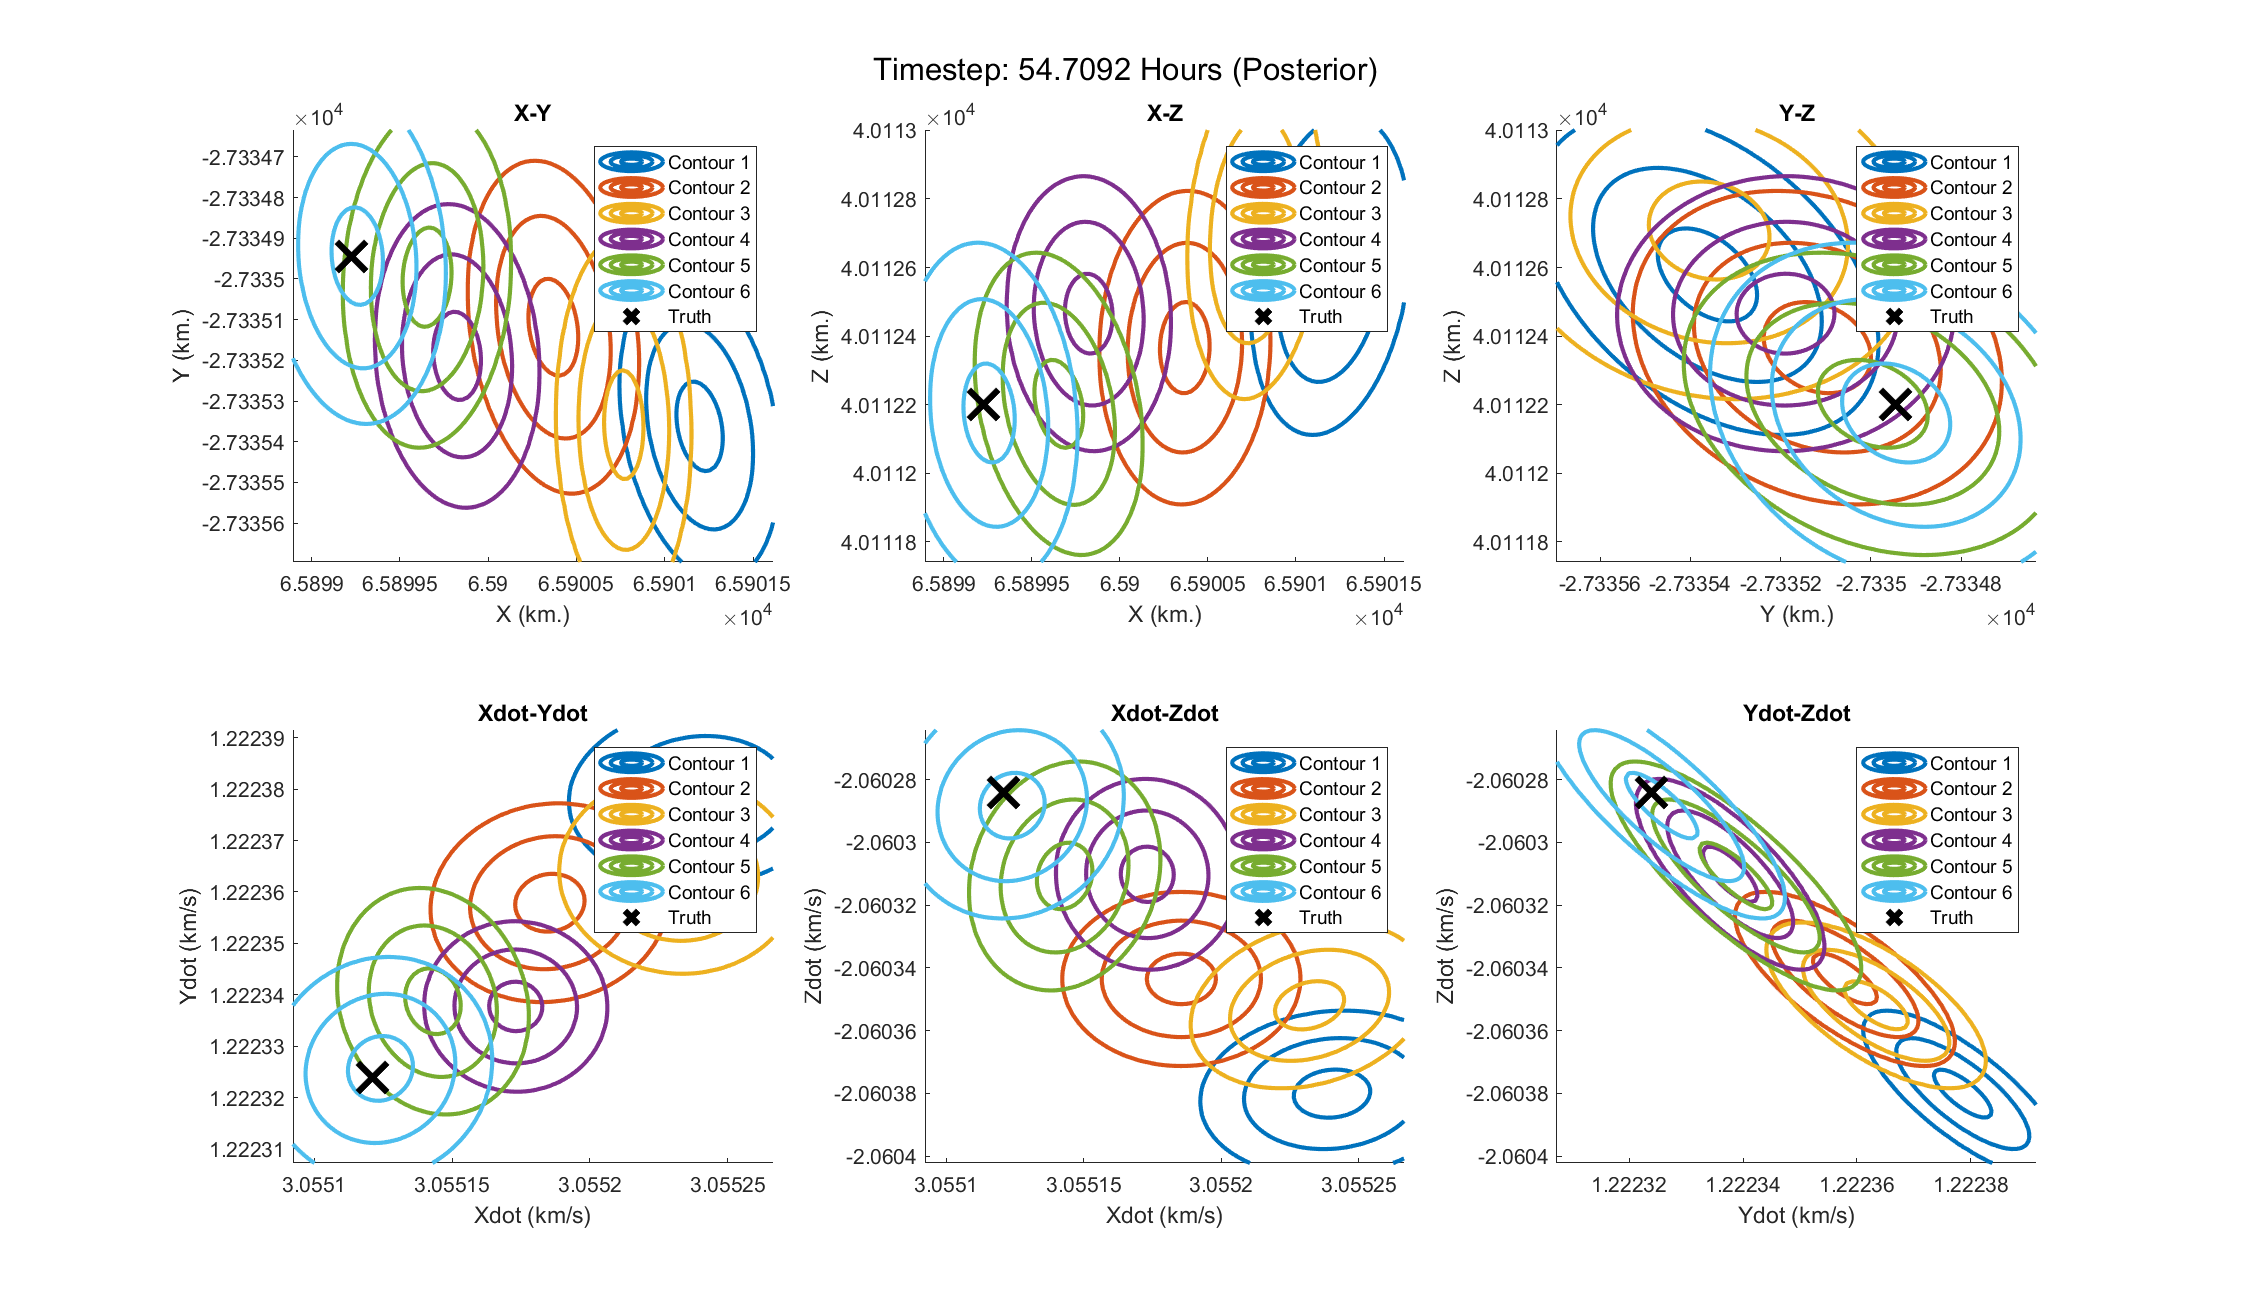 Timestep: 54.7092 Hours (Posterior)
X-Y
×10⁴
-2.73347
-2.73348
-2.73349
-2.7335
-2.73351
-2.73352
-2.73353
-2.73354
-2.73355
-2.73356
Y (km.)
6.5899 6.58995 6.59 6.59005 6.5901 6.59015
X (km.)
×10⁴
Contour 1
Contour 2
Contour 3
Contour 4
Contour 5
Contour 6
Truth
X-Z
×10⁴
4.0113
4.01128
4.01126
4.01124
4.01122
4.0112
4.01118
Z (km.)
6.5899 6.58995 6.59 6.59005 6.5901 6.59015
X (km.)
×10⁴
Contour 1
Contour 2
Contour 3
Contour 4
Contour 5
Contour 6
Truth
Y-Z
×10⁴
4.0113
4.01128
4.01126
4.01124
4.01122
4.0112
4.01118
Z (km.)
-2.73356 -2.73354 -2.73352 -2.7335 -2.73348
Y (km.)
×10⁴
Contour 1
Contour 2
Contour 3
Contour 4
Contour 5
Contour 6
Truth
Xdot-Ydot
1.22239
1.22238
1.22237
1.22236
1.22235
1.22234
1.22233
1.22232
1.22231
Ydot (km/s)
3.0551 3.05515 3.0552 3.05525
Xdot (km/s)
Contour 1
Contour 2
Contour 3
Contour 4
Contour 5
Contour 6
Truth
Xdot-Zdot
-2.06028
-2.0603
-2.06032
-2.06034
-2.06036
-2.06038
-2.0604
Zdot (km/s)
3.0551 3.05515 3.0552 3.05525
Xdot (km/s)
Contour 1
Contour 2
Contour 3
Contour 4
Contour 5
Contour 6
Truth
Ydot-Zdot
-2.06028
-2.0603
-2.06032
-2.06034
-2.06036
-2.06038
-2.0604
Zdot (km/s)
1.22232 1.22234 1.22236 1.22238
Ydot (km/s)
Contour 1
Contour 2
Contour 3
Contour 4
Contour 5
Contour 6
Truth